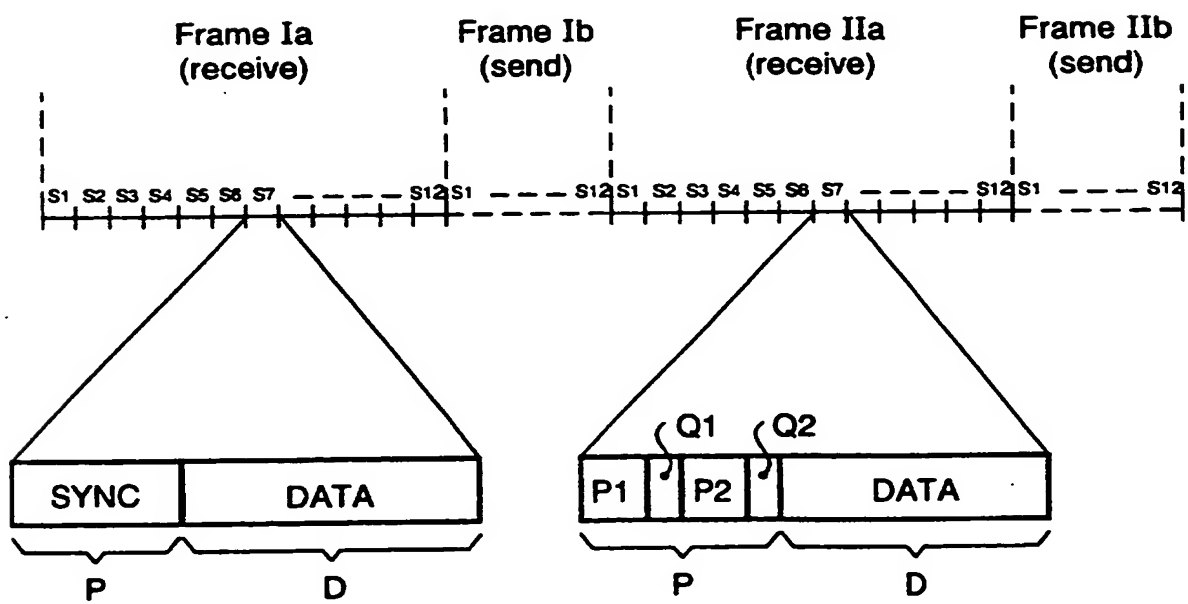 Frame Ia
(receive)
Frame Ib
(send)
Frame IIa
(receive)
Frame IIb
(send)
S1 S2 S3 S4 S5 S6 S7 S12 S1 S12 S1 S2 S3 S4 S5 S6 S7 S12 S1 S12
Q1 Q2
SYNC DATA P1 P2 DATA
P D P D